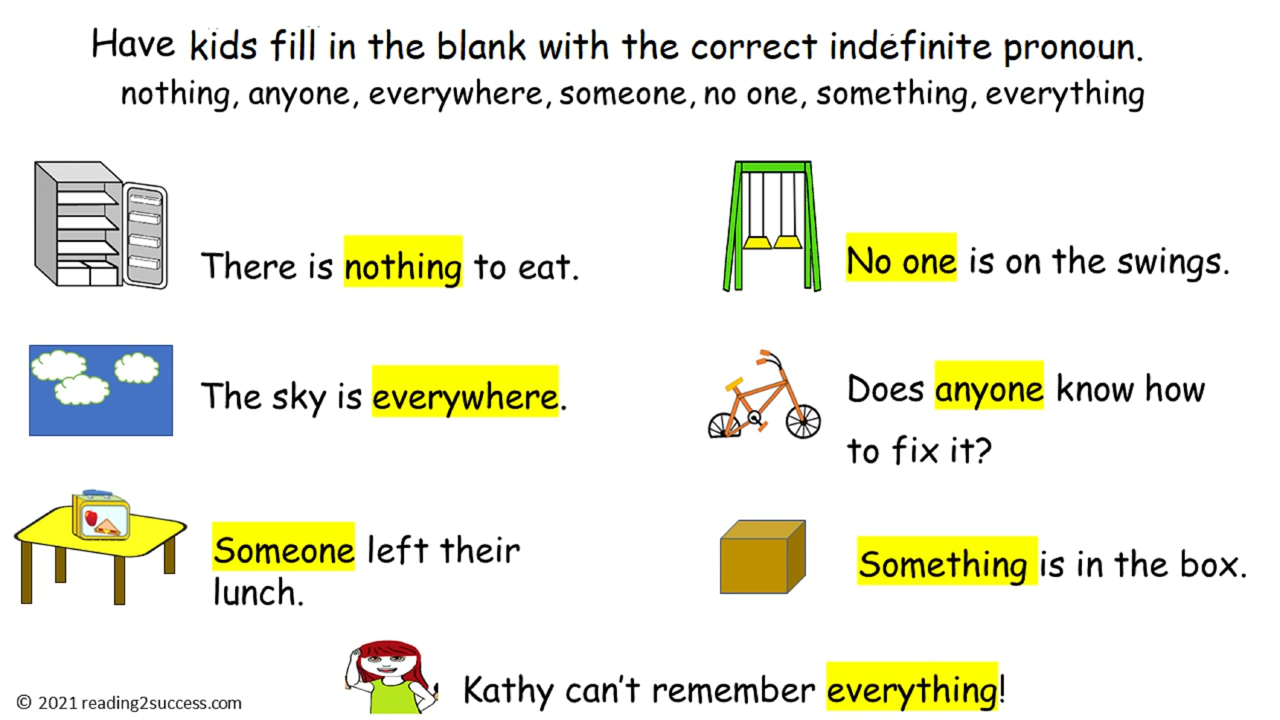 Have kids fill in the blank with the correct indefinite pronoun.
nothing, anyone, everywhere, someone, no one, something, everything
There is nothing to eat.
No one is on the swings.
The sky is everywhere.
Does anyone know how
to fix it?
Someone left their
lunch.
Something is in the box.
Kathy can't remember everything!
© 2021 reading2success.com